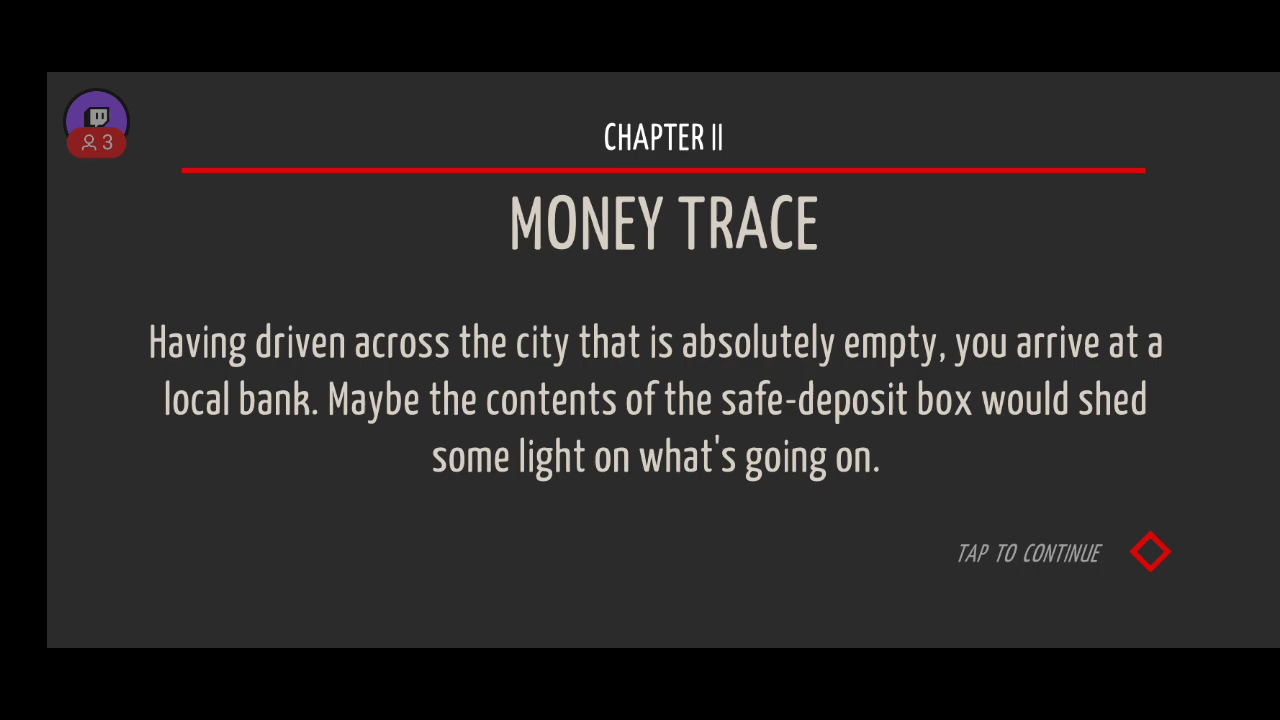 3
CHAPTER II
MONEY TRACE
Having driven across the city that is absolutely empty, you arrive at a
local bank. Maybe the contents of the safe-deposit box would shed
some light on what's going on.
TAP TO CONTINUE